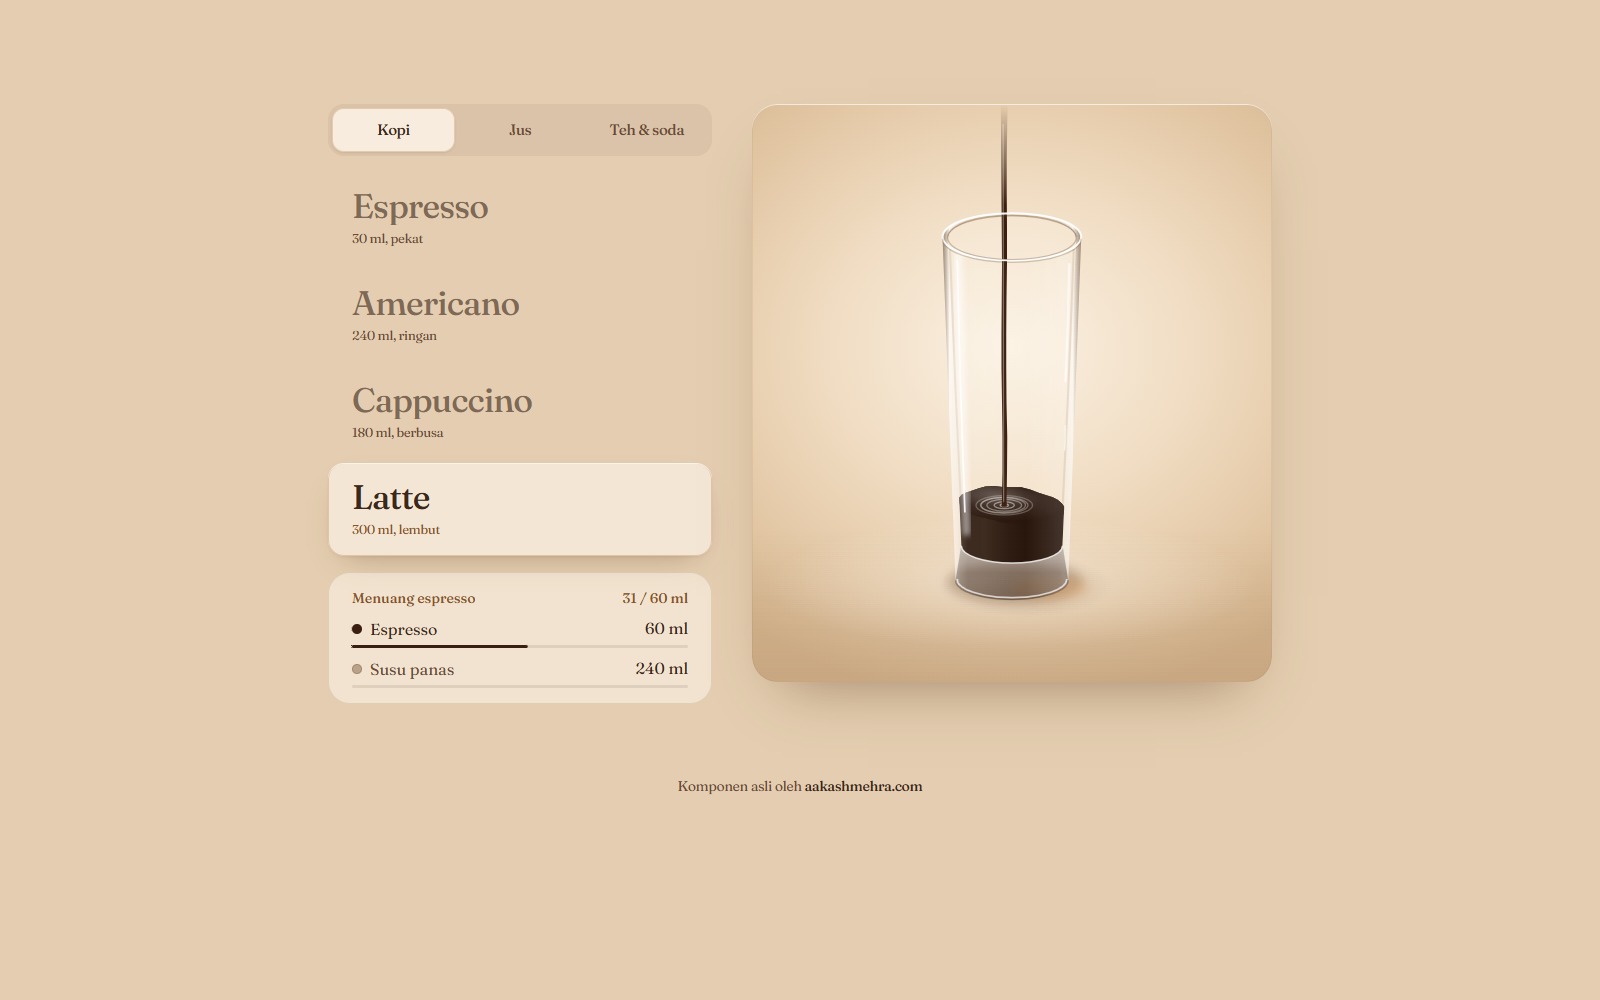 Kopi
Jus
Teh & soda
Espresso
30 ml, pekat
Americano
240 ml, ringan
Cappuccino
180 ml, berbusa
Latte
300 ml, lembut
Menuang espresso
31 / 60 ml
Espresso
60 ml
Susu panas
240 ml
Komponen asli oleh aakashmehra.com